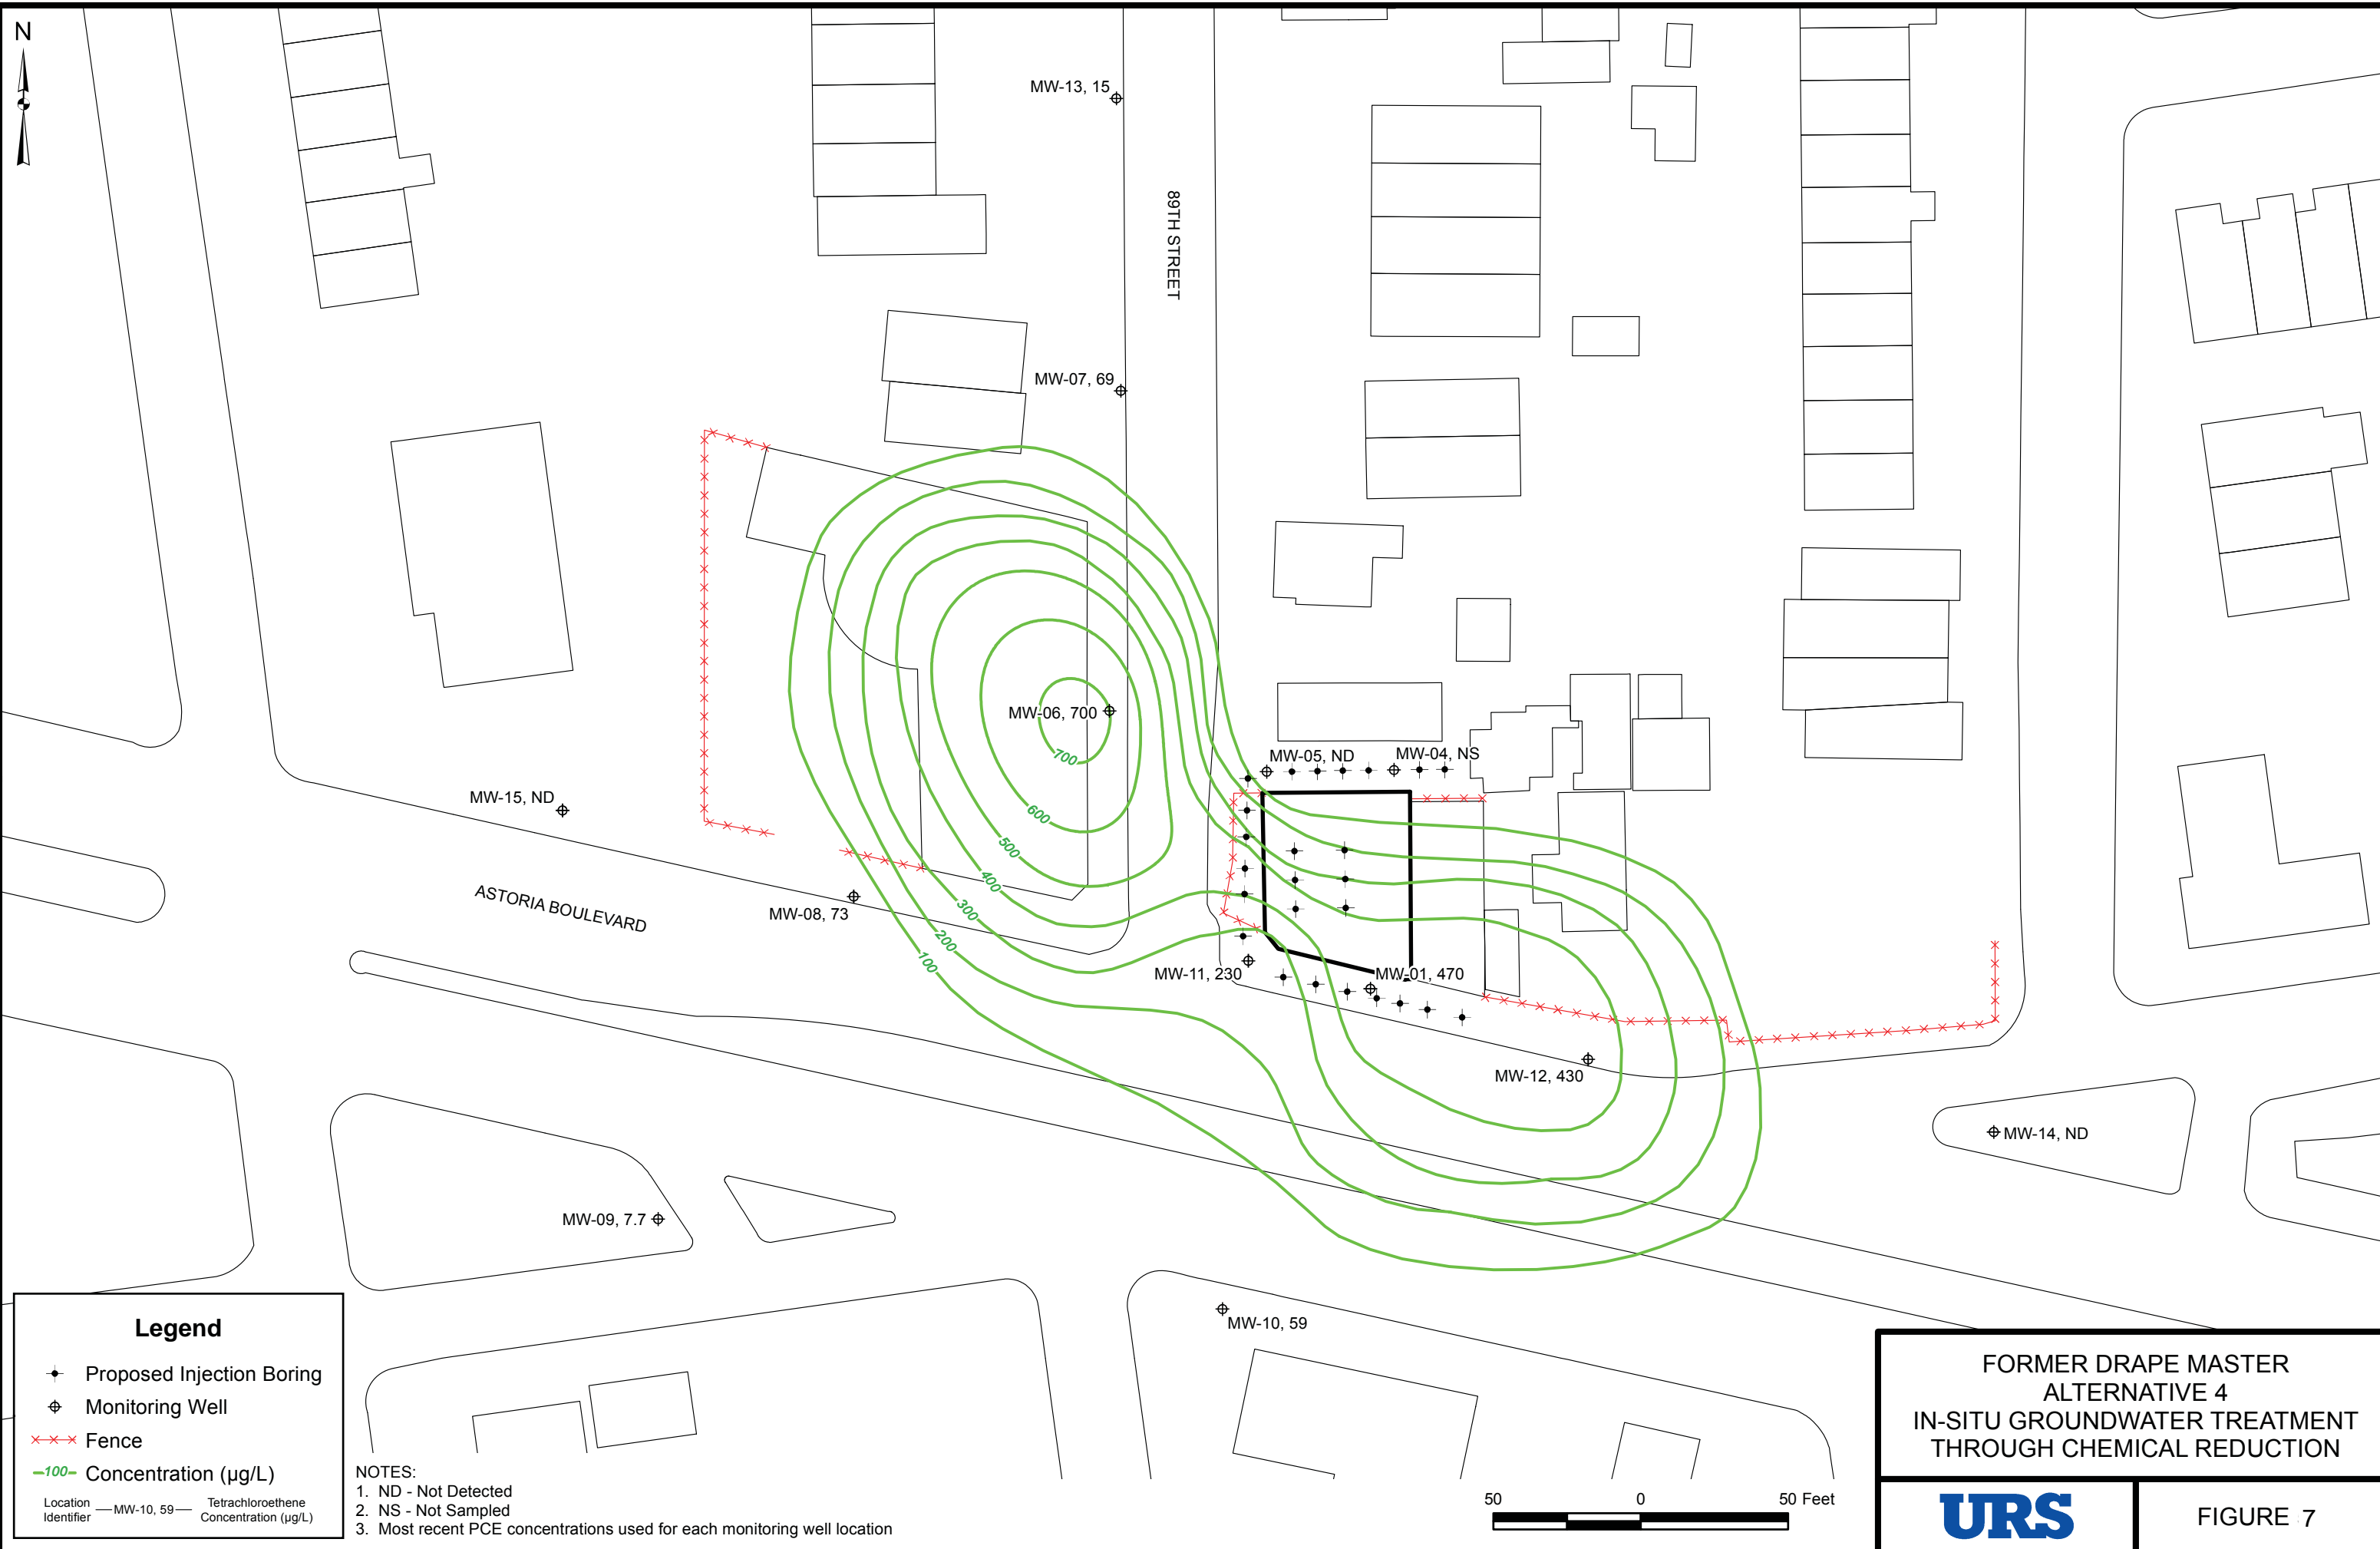 N
MW-13, 15
89TH STREET
MW-07, 69
MW-06, 700
700
MW-05, ND
MW-04, NS
MW-15, ND
600
500
400
ASTORIA BOULEVARD
MW-08, 73
300
200
100
MW-11, 230
MW-01, 470
MW-12, 430
MW-14, ND
MW-09, 7.7
MW-10, 59
Legend
Proposed Injection Boring
Monitoring Well
Fence
100 Concentration (µg/L)
Location
Identifier
MW-10, 59
Tetrachloroethene
Concentration (µg/L)
NOTES:
1. ND - Not Detected
2. NS - Not Sampled
3. Most recent PCE concentrations used for each monitoring well location
50 0 50 Feet
FORMER DRAPE MASTER
ALTERNATIVE 4
IN-SITU GROUNDWATER TREATMENT
THROUGH CHEMICAL REDUCTION
URS
FIGURE 7